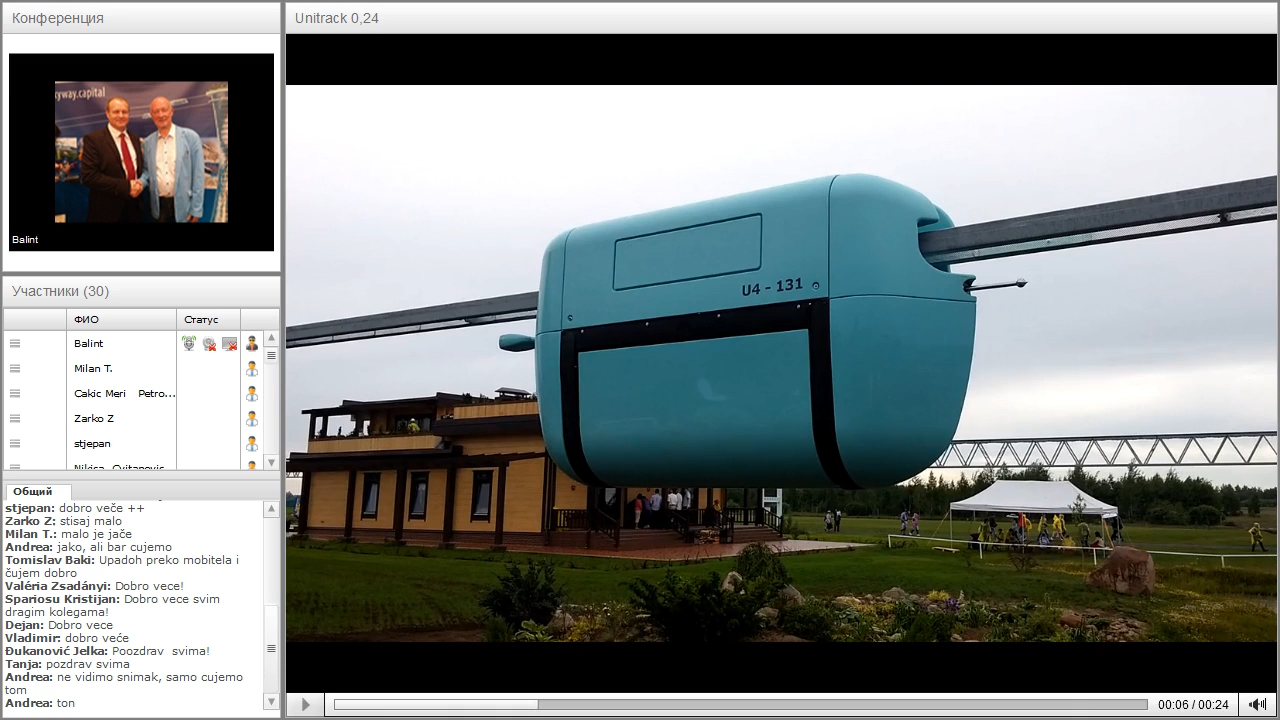 Конференция
yway.capital
Balint
Участники (30)
ФИО
Статус
Balint
Milan T.
Cakic Meri Petro...
Zarko Z
stjepan
Общий
stjepan: dobro veče ++
Zarko Z: stisaj malo
Milan T.: malo je jače
Andrea: jako, ali bar cujemo
Tomislav Baki: Upadoh preko mobitela i
čujem dobro
Valéria Zsadányi: Dobro vece!
Spariosu Kristijan: Dobro vece svim
dragim kolegama!
Dejan: Dobro vece
Vladimir: dobro veće
Đukanović Jelka: Poozdrav svima!
Tanja: pozdrav svima
Andrea: ne vidimo snimak, samo cujemo
tom
Andrea: ton
Unitrack 0,24
U4 - 131
00:06 / 00:24